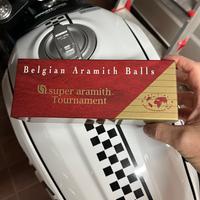 Belgian Aramith Balls
super aramith
Tournament